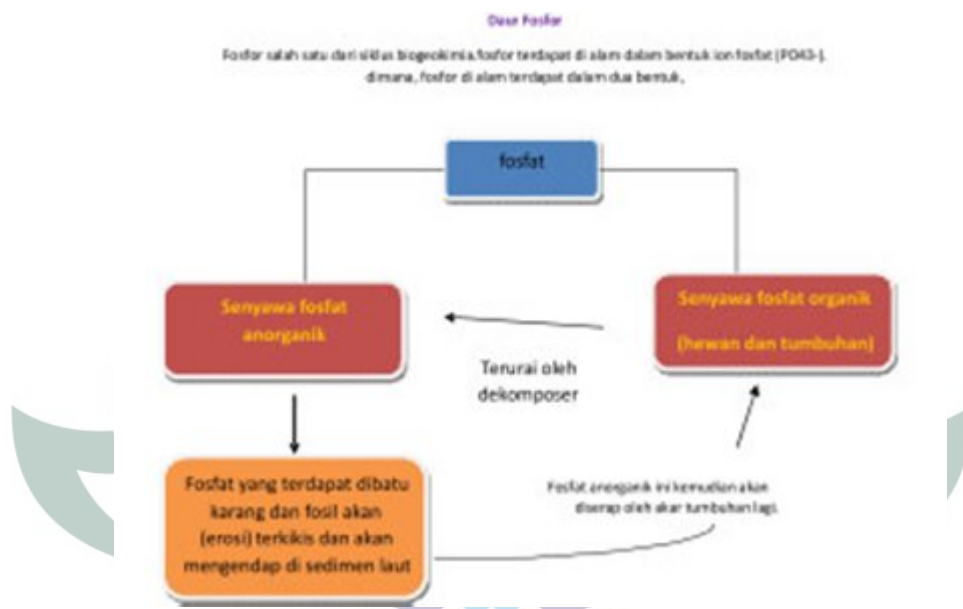 Daur Fosfor
Fosfor salah satu dari siklus biogeokimia.fosfor terdapat di alam dalam bentuk ion fosfat (PO43-).
dimana, fosfor di alam terdapat dalam dua bentuk,
fosfat
Senyawa fosfat
anorganik
Senyawa fosfat organik
(hewan dan tumbuhan)
Terurai oleh
dekomposer
Fosfat yang terdapat dibatu
karang dan fosil akan
(erosi) terkikis dan akan
mengendap di sedimen laut
Fosfat anorganik ini kemudian akan
diserap oleh akar tumbuhan lagi.